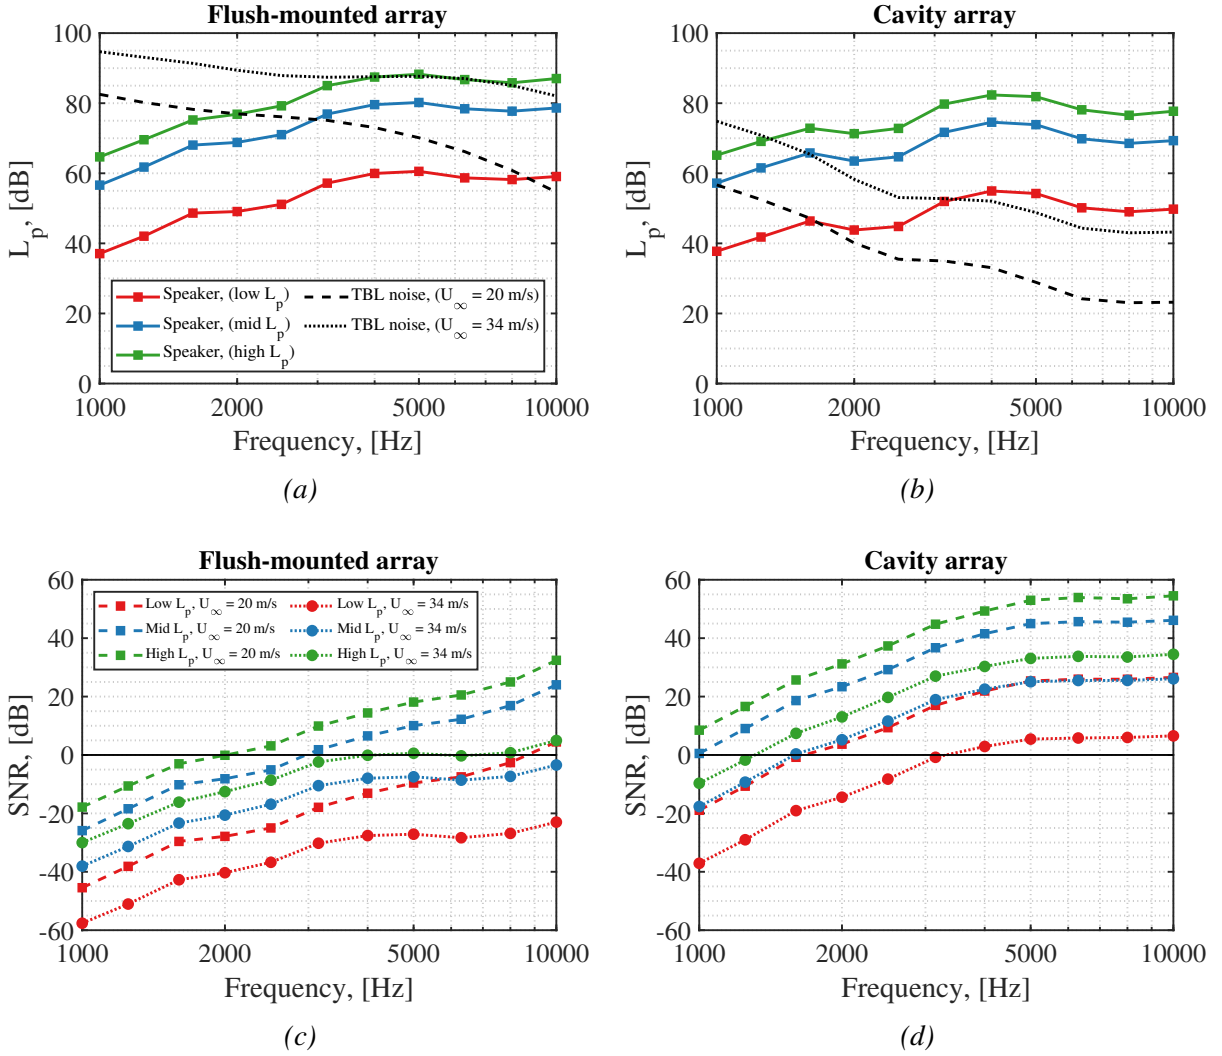 Flush-mounted array
100
80
60
40
20
0
L_p, [dB]
Speaker, (low L_p)
Speaker, (mid L_p)
Speaker, (high L_p)
TBL noise, (U_∞ = 20 m/s)
TBL noise, (U_∞ = 34 m/s)
1000 2000 5000 10000
Frequency, [Hz]
(a)
Cavity array
100
80
60
40
20
0
L_p, [dB]
1000 2000 5000 10000
Frequency, [Hz]
(b)
Flush-mounted array
60
40
20
0
-20
-40
-60
SNR, [dB]
Low L_p, U_∞ = 20 m/s
Mid L_p, U_∞ = 20 m/s
High L_p, U_∞ = 20 m/s
Low L_p, U_∞ = 34 m/s
Mid L_p, U_∞ = 34 m/s
High L_p, U_∞ = 34 m/s
1000 2000 5000 10000
Frequency, [Hz]
(c)
Cavity array
60
40
20
0
-20
-40
-60
SNR, [dB]
1000 2000 5000 10000
Frequency, [Hz]
(d)